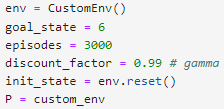 env = CustomEnv()
goal_state = 6
episodes = 3000
discount_factor = 0.99 # gamma
init_state = env.reset()
P = custom_env